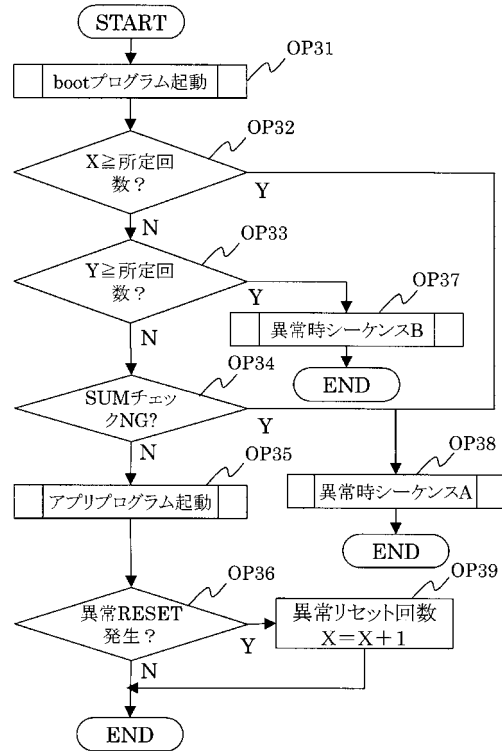 START
OP31
bootプログラム起動
OP32
X≧所定回
数？
Y
N
OP33
Y≧所定回
数？
Y
OP37
異常時シーケンスB
N
END
OP34
SUMチェッ
クNG?
Y
N
OP35
OP38
アプリプログラム起動
異常時シーケンスA
END
OP36
OP39
異常RESET
発生？
Y
異常リセット回数
X＝X＋1
N
END